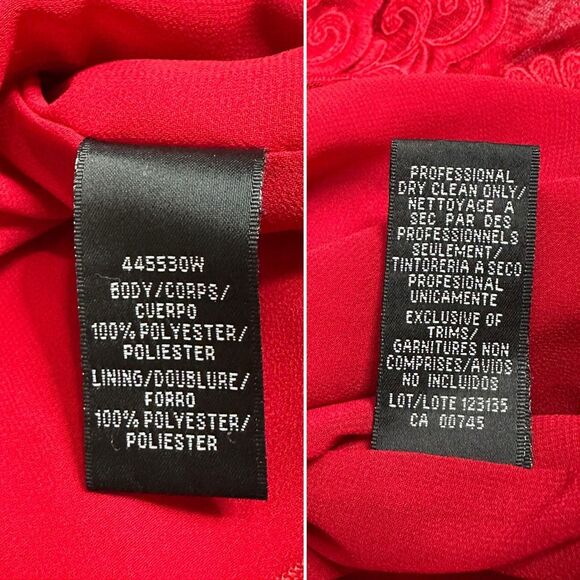 445530W
BODY/CORPS/
CUERPO
100% POLYESTER/
POLIESTER
LINING/DOUBLURE/
FORRO
100% POLYESTER/
POLIESTER
PROFESSIONAL
DRY CLEAN ONLY/
NETTOYAGE A
SEC PAR DES
PROFESSIONNELS
SEULEMENT/
TINTORERIA A SECO
PROFESIONAL
UNICAMENTE
EXCLUSIVE OF
TRIMS/
GARNITURES NON
COMPRISES/AVIOS
NO INCLUIDOS
LOT/LOTE 123135
CA 00745